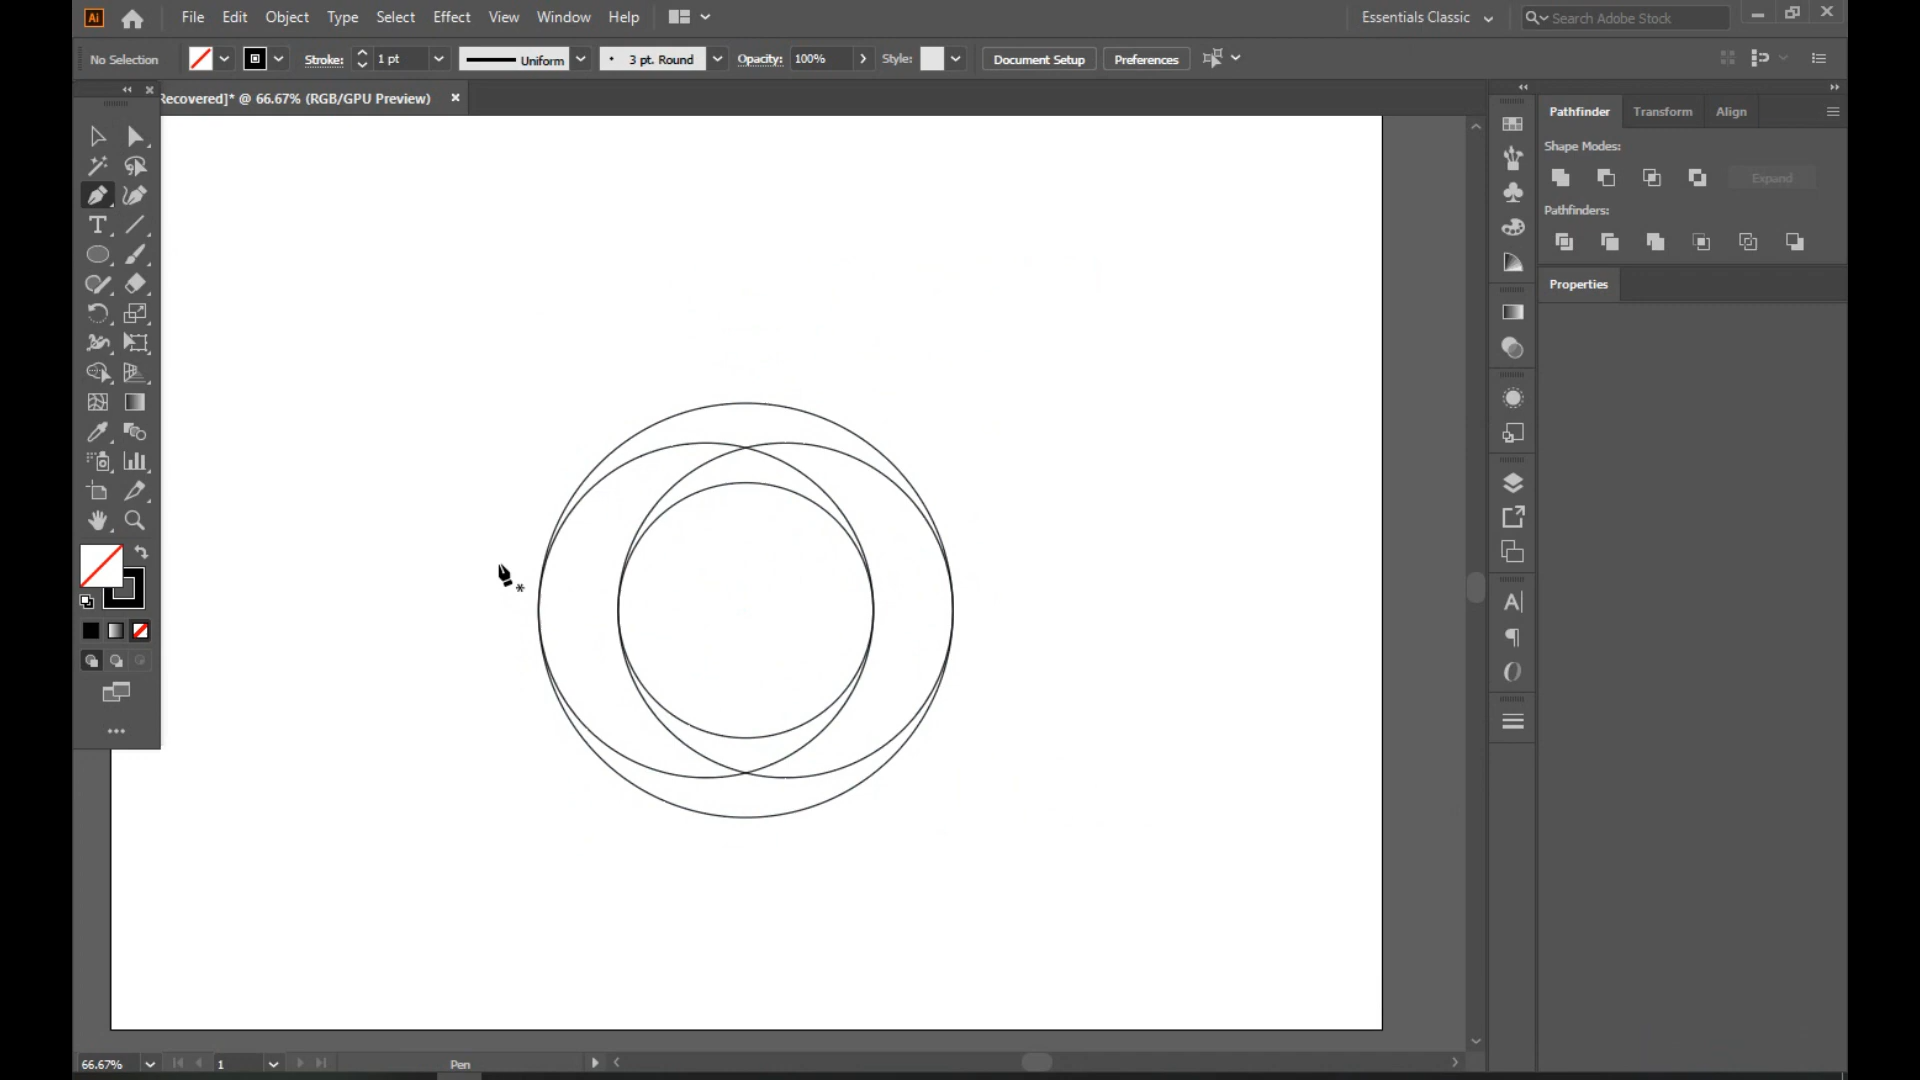 Ai File Edit Object Type Select Effect View Window Help Essentials Classic Search Adobe Stock
No Selection Stroke: 1 pt Uniform 3 pt. Round Opacity: 100% Style: Document Setup Preferences
Recovered]* @ 66.67% (RGB/GPU Preview)
Pathfinder Transform Align
Shape Modes:
Expand
Pathfinders:
Properties
66.67% 1 Pen